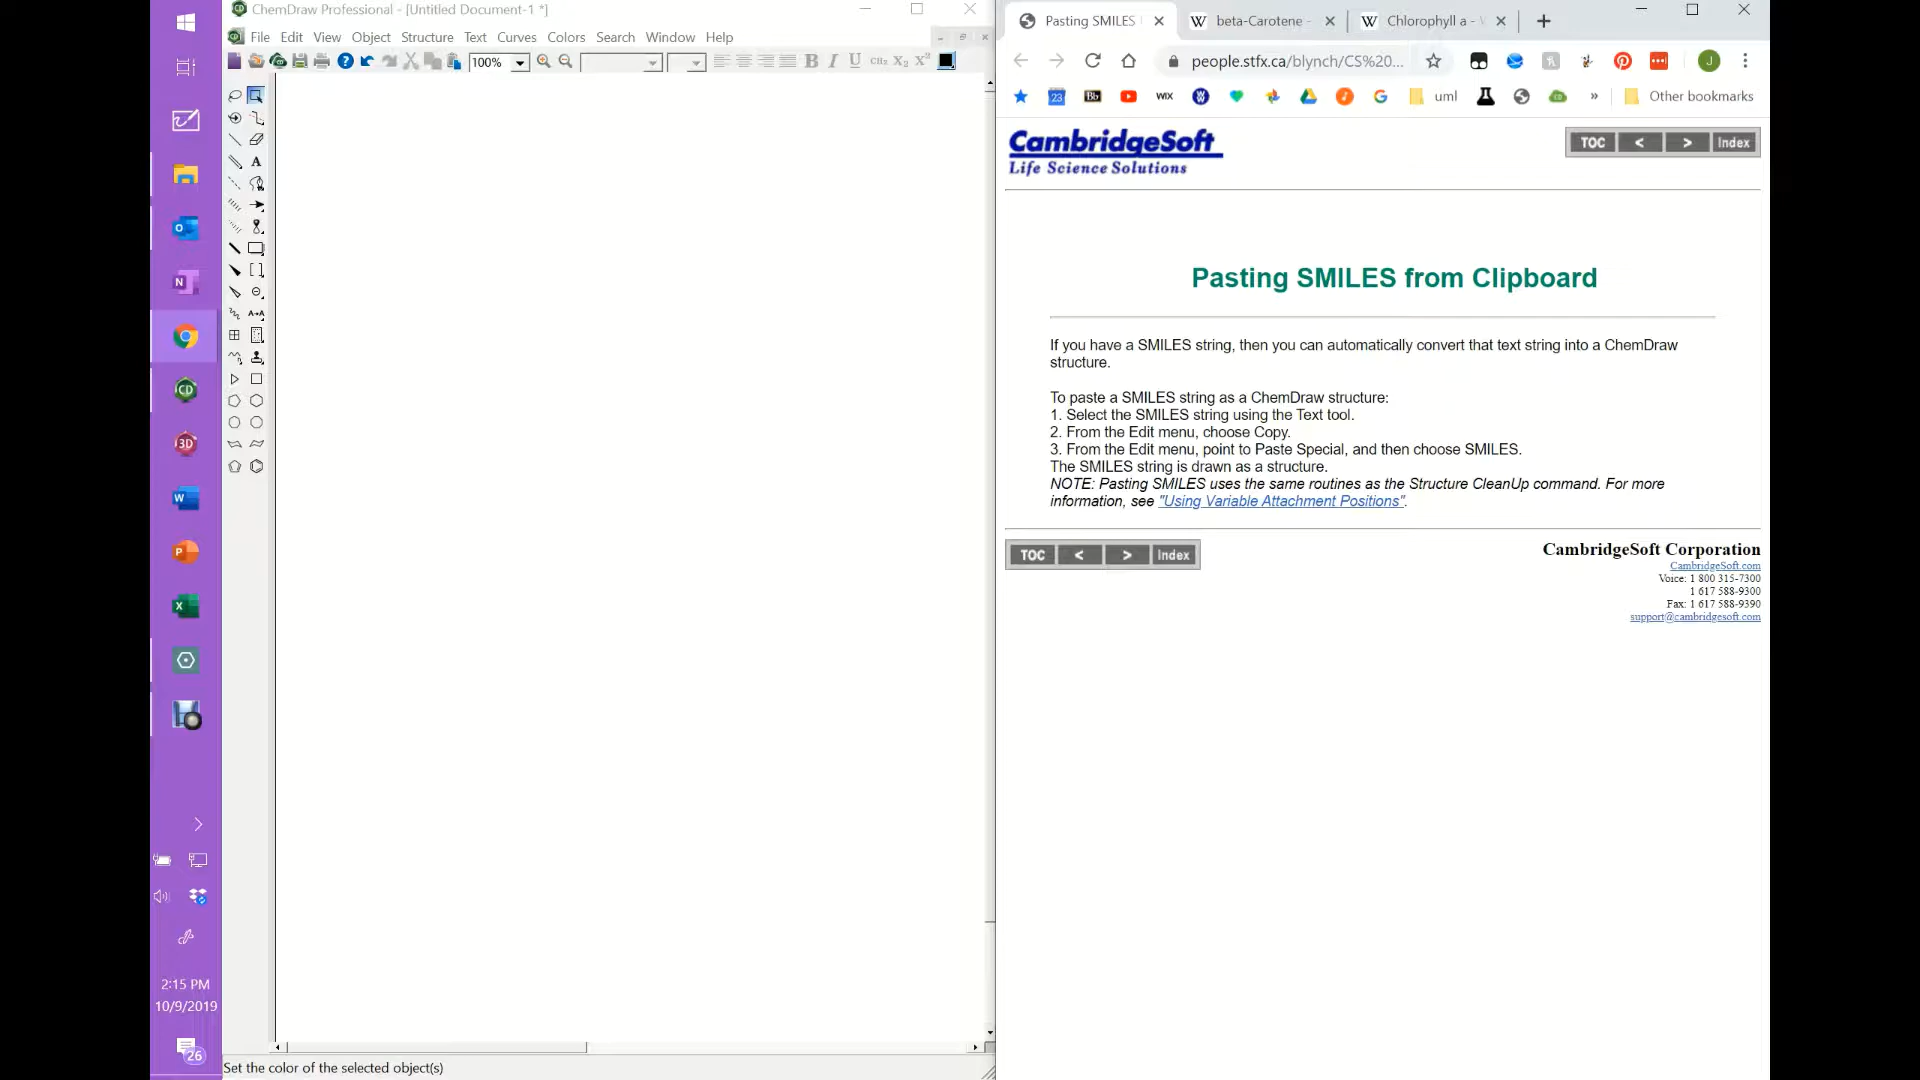 ChemDraw Professional - [Untitled Document-1 *]
File Edit View Object Structure Text Curves Colors Search Window Help
100%
B I U CH₂ X₂ X²
A
A+A
Set the color of the selected object(s)
2:15 PM
10/9/2019
26
Pasting SMILES
beta-Carotene -
Chlorophyll a -
people.stfx.ca/blynch/CS%20...
J
23
Bb
WIX
uml
»
Other bookmarks
CambridgeSoft
Life Science Solutions
TOC < > Index
Pasting SMILES from Clipboard
If you have a SMILES string, then you can automatically convert that text string into a ChemDraw
structure.
To paste a SMILES string as a ChemDraw structure:
1. Select the SMILES string using the Text tool.
2. From the Edit menu, choose Copy.
3. From the Edit menu, point to Paste Special, and then choose SMILES.
The SMILES string is drawn as a structure.
NOTE: Pasting SMILES uses the same routines as the Structure CleanUp command. For more
information, see "Using Variable Attachment Positions".
TOC < > Index
CambridgeSoft Corporation
CambridgeSoft.com
Voice: 1 800 315-7300
1 617 588-9300
Fax: 1 617 588-9390
support@cambridgesoft.com